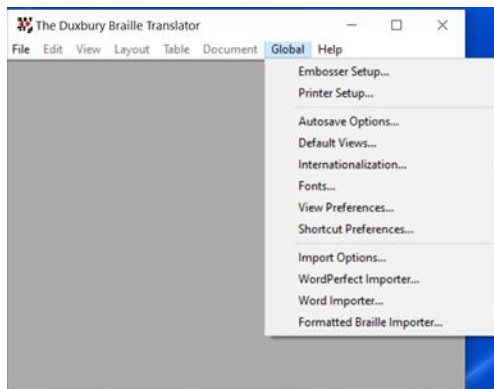 The Duxbury Braille Translator
File Edit View Layout Table Document Global Help
Embosser Setup...
Printer Setup...
Autosave Options...
Default Views...
Internationalization...
Fonts...
View Preferences...
Shortcut Preferences...
Import Options...
WordPerfect Importer...
Word Importer...
Formatted Braille Importer...